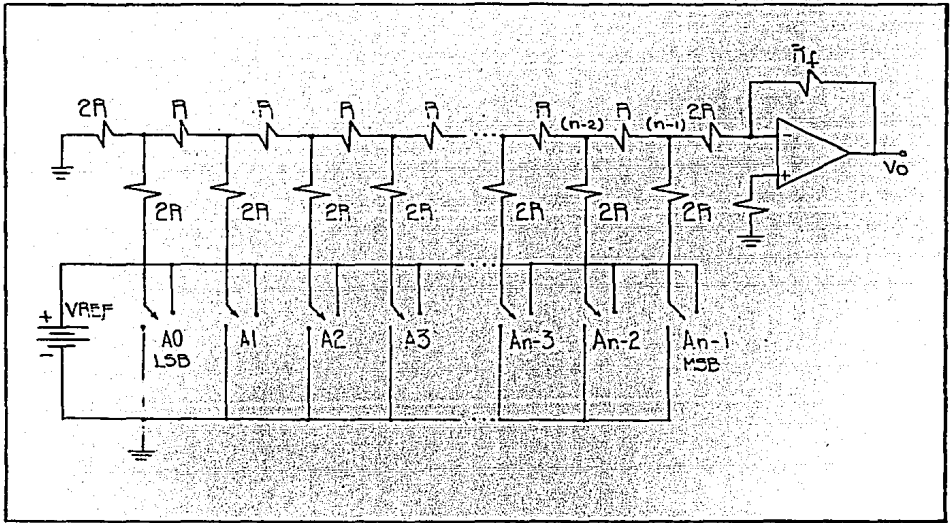 Rf
2R R R R R R (n-2) R (n-1) 2R
-
+
Vo
2R 2R 2R 2R 2R 2R 2R
+ VREF
-
A0 A1 A2 A3 An-3 An-2 An-1
LSB MSB